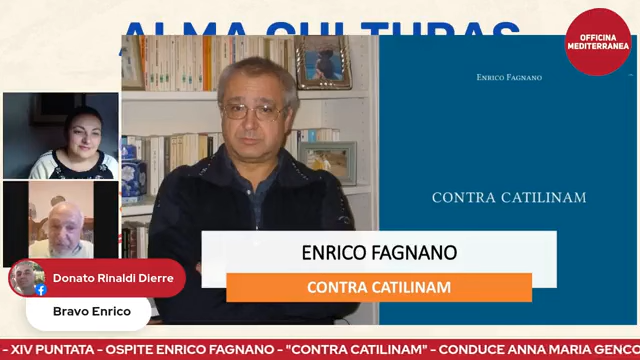 ALMA CULTURAS
OFFICINA
MEDITERRANEA
ENRICO FAGNANO
CONTRA CATILINAM
ENRICO FAGNANO
CONTRA CATILINAM
Donato Rinaldi Dierre
Bravo Enrico
- XIV PUNTATA - OSPITE ENRICO FAGNANO - "CONTRA CATILINAM" - CONDUCE ANNA MARIA GENCO